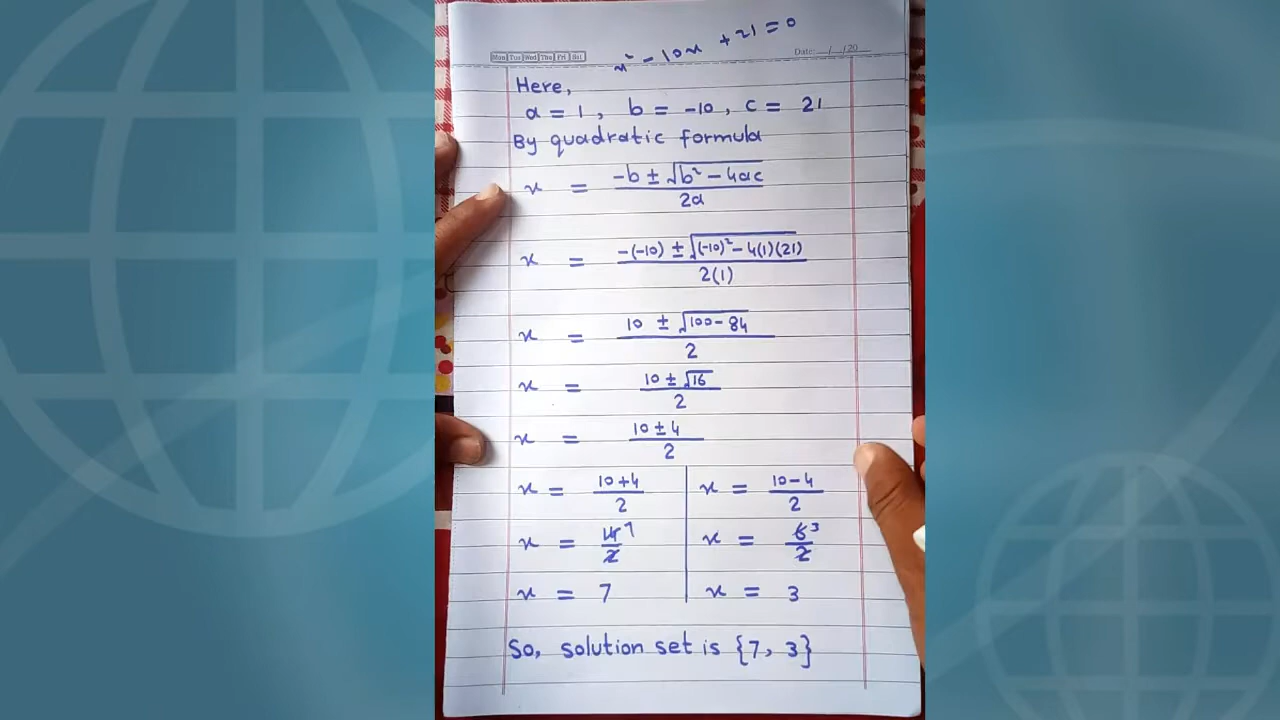 x² - 10x + 21 = 0
Mon Tue Wed Thu Fri Sat
Date: __/__/20__
Here,
a = 1, b = -10, c = 21
By quadratic formula
x = (-b ± √(b² - 4ac)) / 2a
x = (-(-10) ± √((-10)² - 4(1)(21))) / 2(1)
x = (10 ± √(100 - 84)) / 2
x = (10 ± √16) / 2
x = (10 ± 4) / 2
x = (10 + 4) / 2 | x = (10 - 4) / 2
x = 14 7 / 2 | x = 6 3 / 2
x = 7 | x = 3
So, solution set is {7, 3}